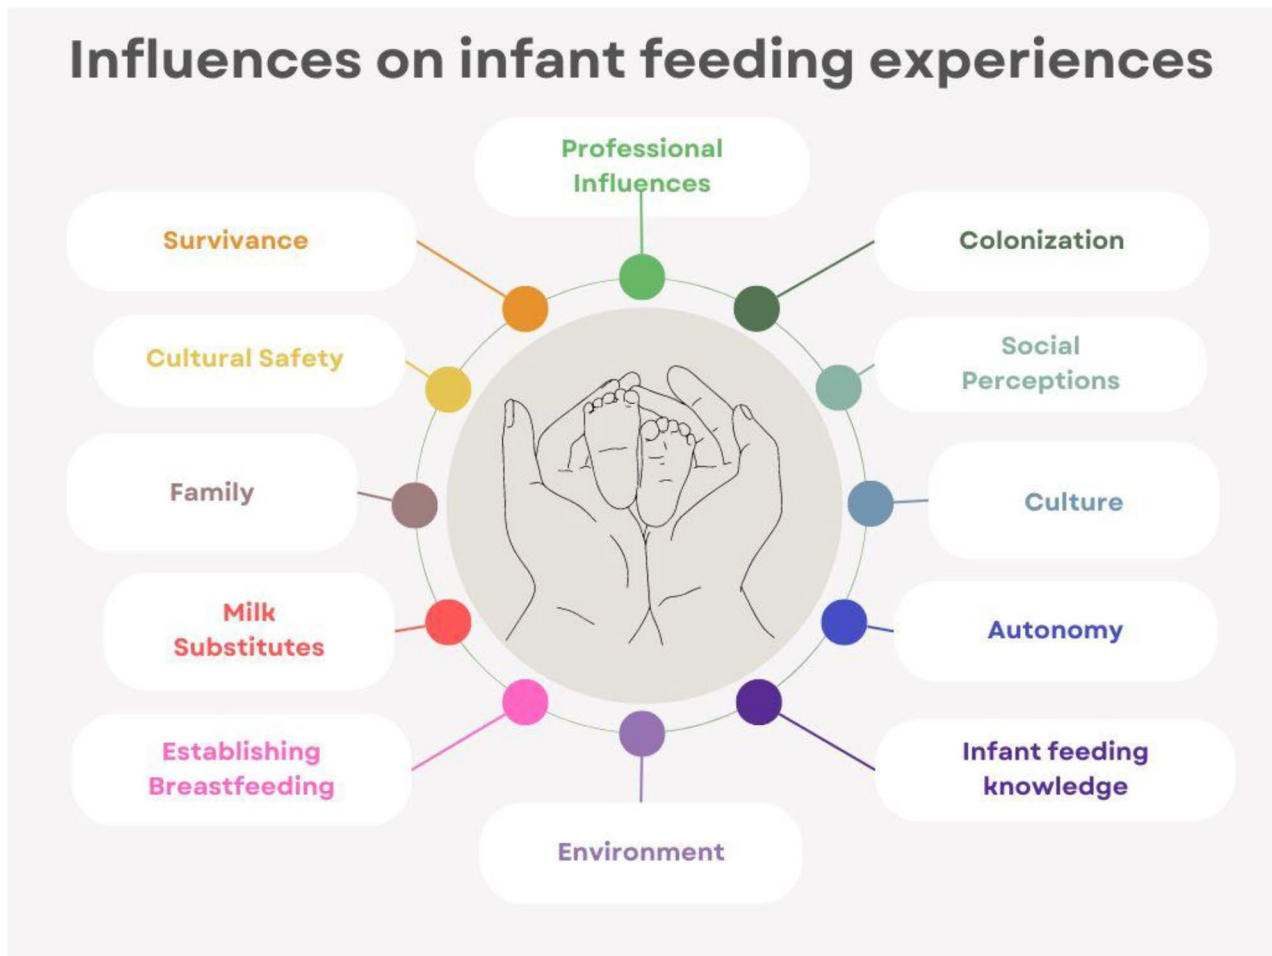 Influences on infant feeding experiences
Professional
Influences
Survivance
Colonization
Cultural Safety
Social
Perceptions
Family
Culture
Milk
Substitutes
Autonomy
Establishing
Breastfeeding
Infant feeding
knowledge
Environment